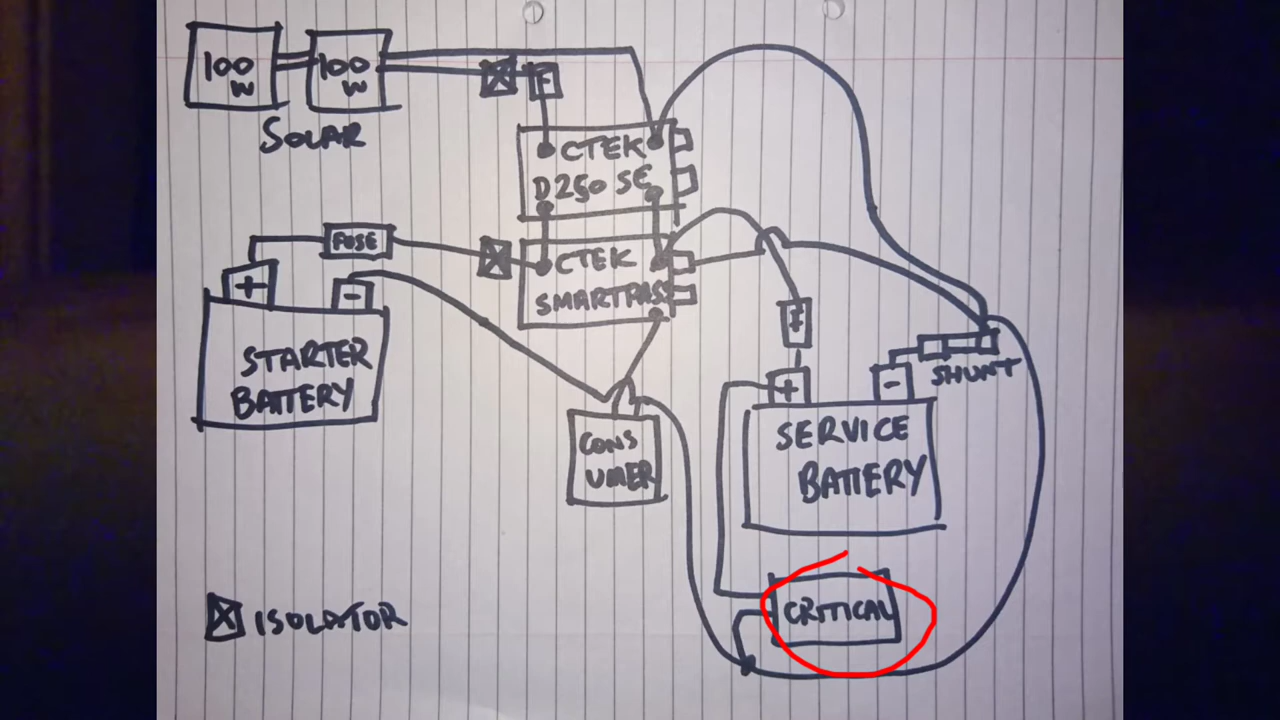 100 W
100 W
SOLAR
F
CTEK
D250 SE
FUSE
CTEK
SMARTPASS
+
-
STARTER
BATTERY
F
+
-
SHUNT
CONS
UMER
SERVICE
BATTERY
CRITICAL
ISOLATOR